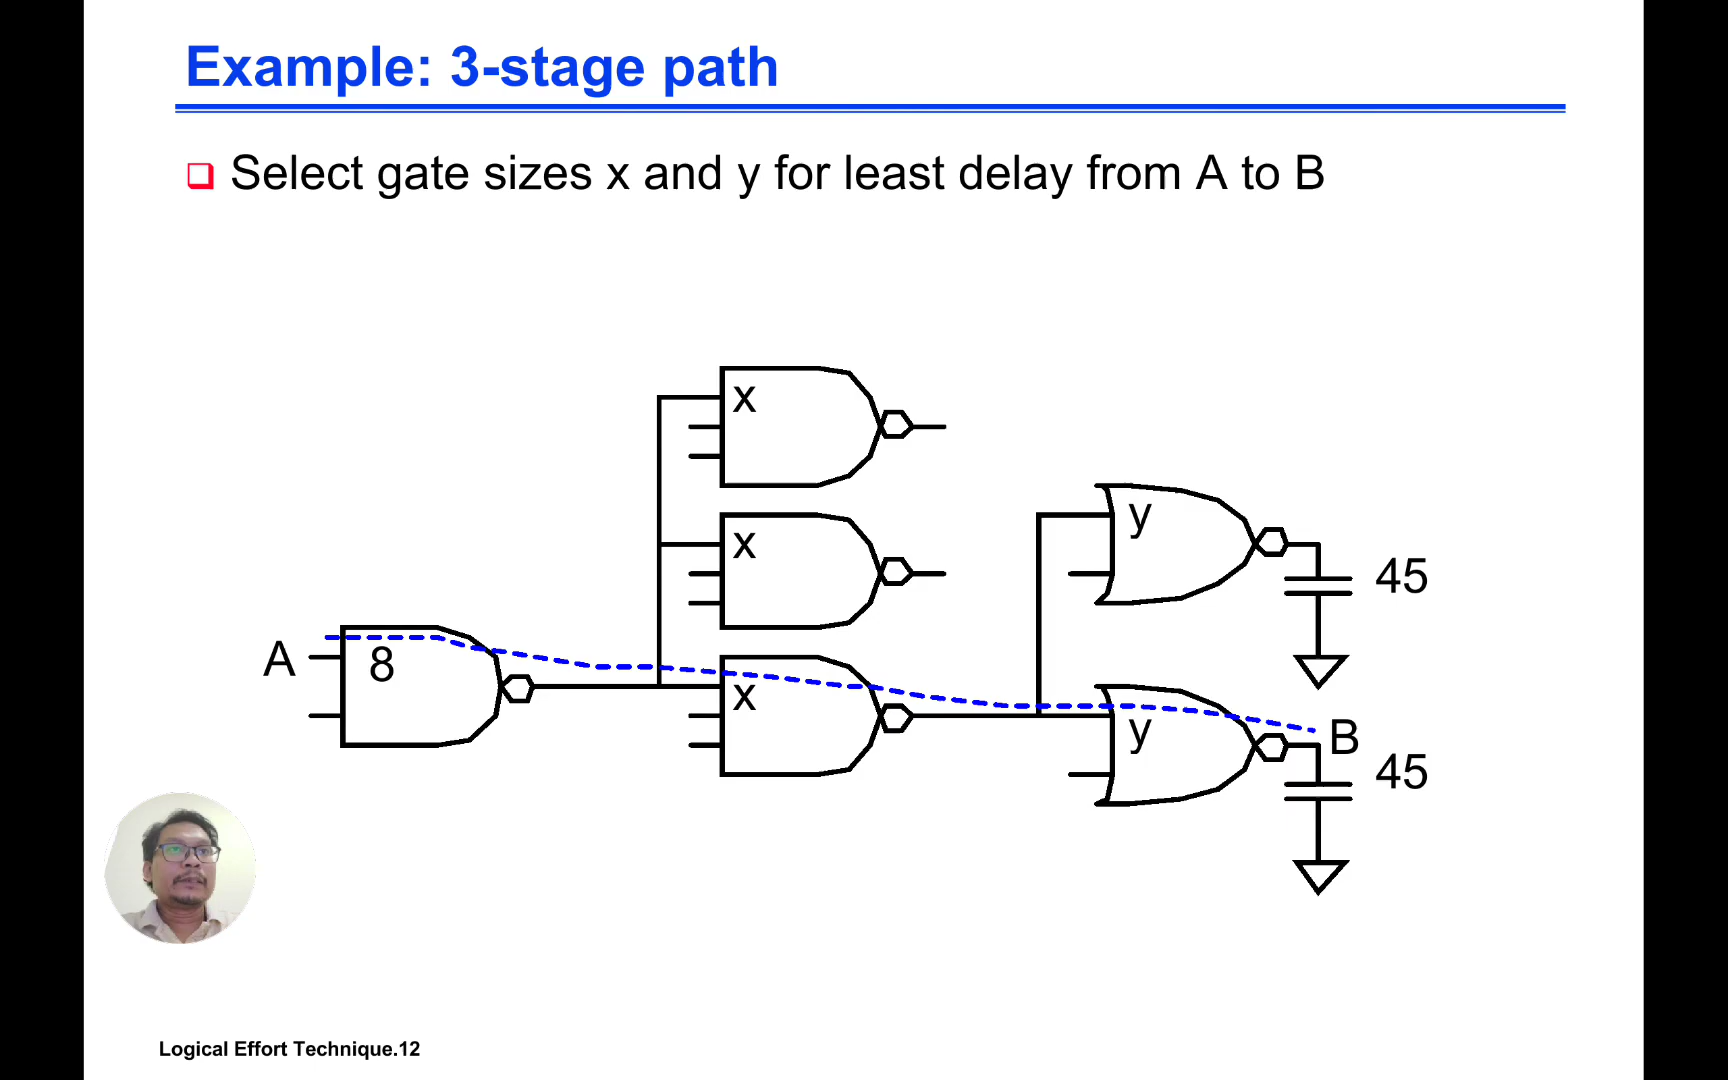 Example: 3-stage path
Select gate sizes x and y for least delay from A to B
x
x
y
45
A
8
x
y
B
45
Logical Effort Technique.12